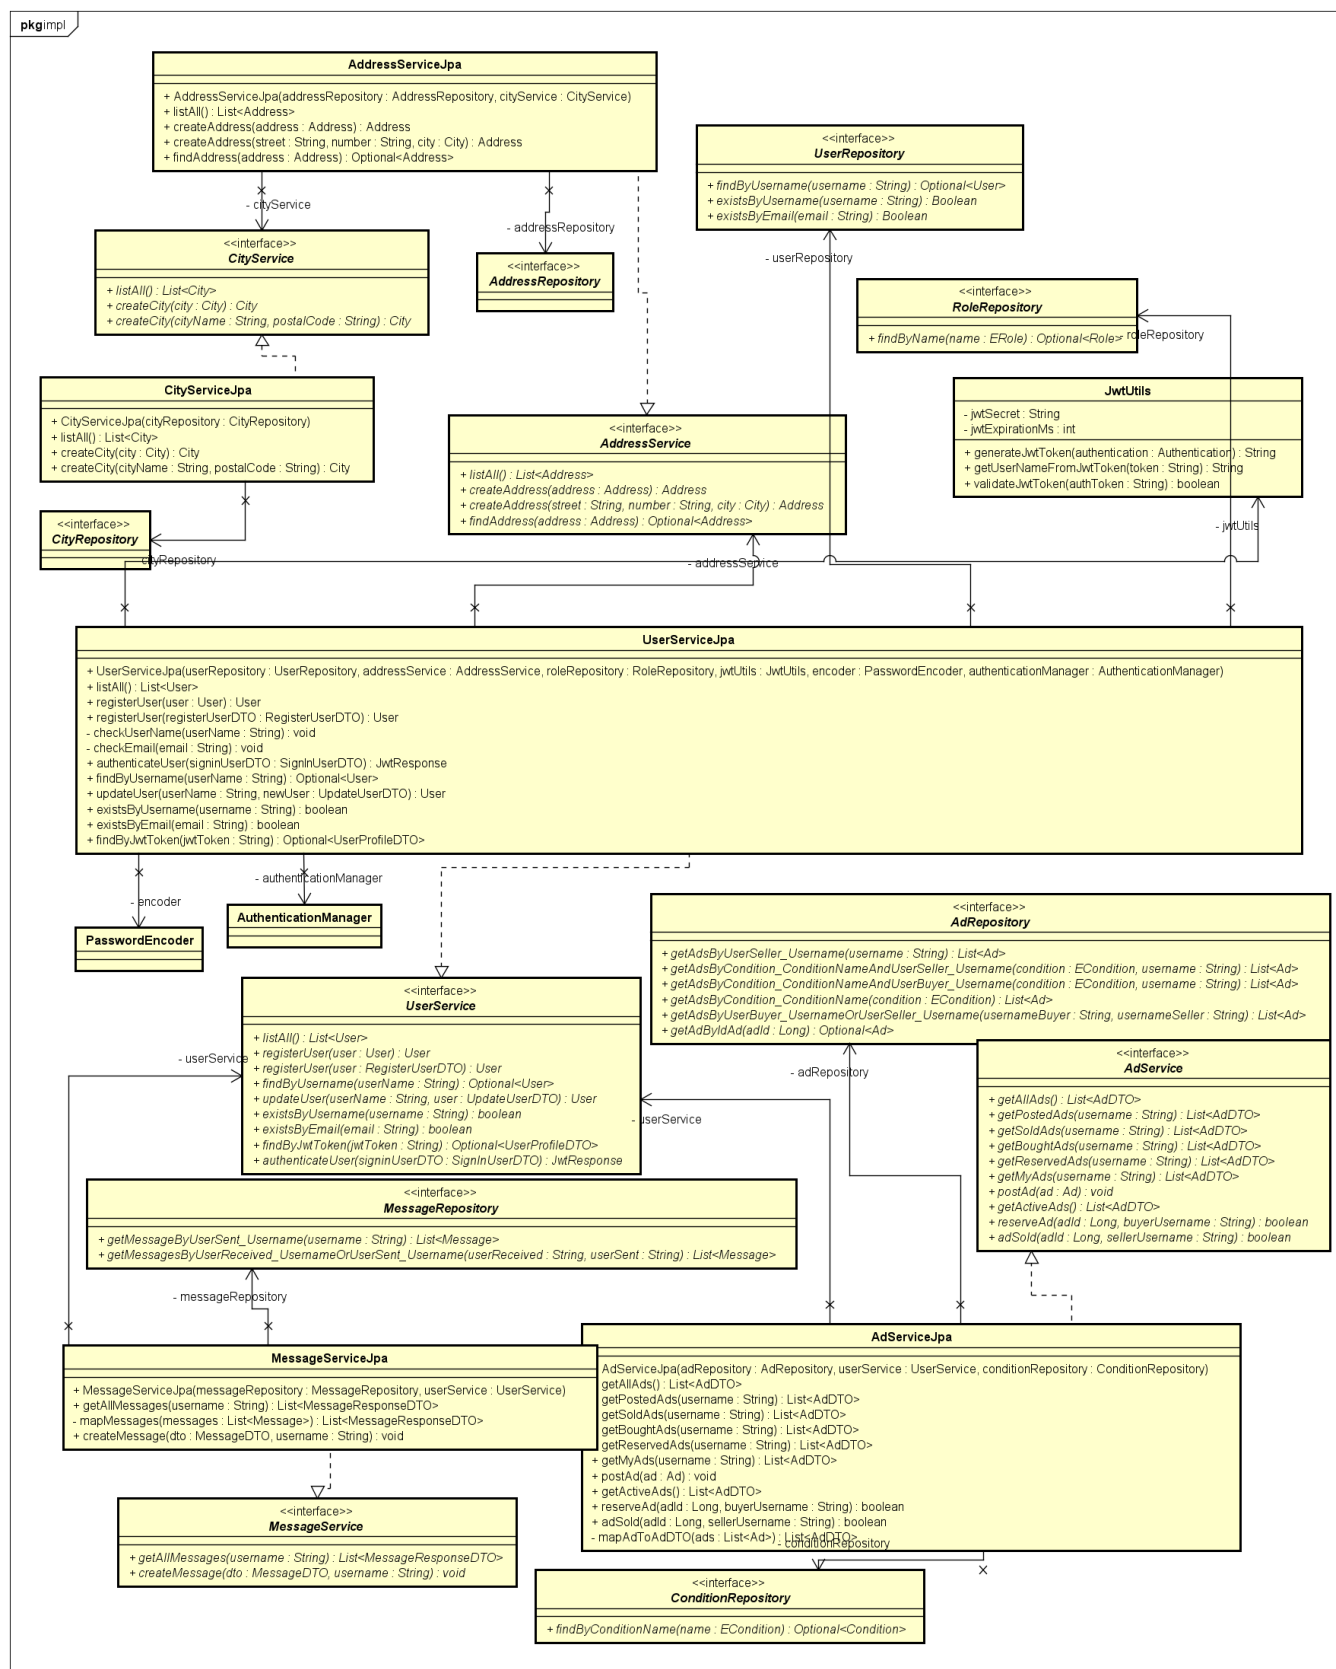 pkg impl
AddressServiceJpa
+ AddressServiceJpa(addressRepository : AddressRepository, cityService : CityService)
+ listAll() : List<Address>
+ createAddress(address : Address) : Address
+ createAddress(street : String, number : String, city : City) : Address
+ findAddress(address : Address) : Optional<Address>
- cityService
- addressRepository
<<interface>>
UserRepository
+ findByUsername(username : String) : Optional<User>
+ existsByUsername(username : String) : Boolean
+ existsByEmail(email : String) : Boolean
- userRepository
<<interface>>
CityService
+ listAll() : List<City>
+ createCity(city : City) : City
+ createCity(cityName : String, postalCode : String) : City
<<interface>>
AddressRepository
<<interface>>
RoleRepository
+ findByName(name : ERole) : Optional<Role>
- roleRepository
CityServiceJpa
+ CityServiceJpa(cityRepository : CityRepository)
+ listAll() : List<City>
+ createCity(city : City) : City
+ createCity(cityName : String, postalCode : String) : City
JwtUtils
- jwtSecret : String
- jwtExpirationMs : int
+ generateJwtToken(authentication : Authentication) : String
+ getUserNameFromJwtToken(token : String) : String
+ validateJwtToken(authToken : String) : boolean
- jwtUtils
<<interface>>
AddressService
+ listAll() : List<Address>
+ createAddress(address : Address) : Address
+ createAddress(street : String, number : String, city : City) : Address
+ findAddress(address : Address) : Optional<Address>
- addressService
<<interface>>
CityRepository
- cityRepository
UserServiceJpa
+ UserServiceJpa(userRepository : UserRepository, addressService : AddressService, roleRepository : RoleRepository, jwtUtils : JwtUtils, encoder : PasswordEncoder, authenticationManager : AuthenticationManager)
+ listAll() : List<User>
+ registerUser(user : User) : User
+ registerUser(registerUserDTO : RegisterUserDTO) : User
- checkUserName(userName : String) : void
- checkEmail(email : String) : void
+ authenticateUser(signinUserDTO : SignInUserDTO) : JwtResponse
+ findByUsername(userName : String) : Optional<User>
+ updateUser(userName : String, newUser : UpdateUserDTO) : User
+ existsByUsername(username : String) : boolean
+ existsByEmail(email : String) : boolean
+ findByJwtToken(jwtToken : String) : Optional<UserProfileDTO>
- encoder
- authenticationManager
PasswordEncoder
AuthenticationManager
<<interface>>
AdRepository
+ getAdsByUserSeller_Username(username : String) : List<Ad>
+ getAdsByCondition_ConditionNameAndUserSeller_Username(condition : ECondition, username : String) : List<Ad>
+ getAdsByCondition_ConditionNameAndUserBuyer_Username(condition : ECondition, username : String) : List<Ad>
+ getAdsByCondition_ConditionName(condition : ECondition) : List<Ad>
+ getAdsByUserBuyer_UsernameOrUserSeller_Username(usernameBuyer : String, usernameSeller : String) : List<Ad>
+ getAdByIdAd(adId : Long) : Optional<Ad>
- adRepository
<<interface>>
UserService
+ listAll() : List<User>
+ registerUser(user : User) : User
+ registerUser(user : RegisterUserDTO) : User
+ findByUsername(userName : String) : Optional<User>
+ updateUser(userName : String, user : UpdateUserDTO) : User
+ existsByUsername(username : String) : boolean
+ existsByEmail(email : String) : boolean
+ findByJwtToken(jwtToken : String) : Optional<UserProfileDTO>
+ authenticateUser(signinUserDTO : SignInUserDTO) : JwtResponse
- userService
- userService
<<interface>>
AdService
+ getAllAds() : List<AdDTO>
+ getPostedAds(username : String) : List<AdDTO>
+ getSoldAds(username : String) : List<AdDTO>
+ getBoughtAds(username : String) : List<AdDTO>
+ getReservedAds(username : String) : List<AdDTO>
+ getMyAds(username : String) : List<AdDTO>
+ postAd(ad : Ad) : void
+ getActiveAds() : List<AdDTO>
+ reserveAd(adId : Long, buyerUsername : String) : boolean
+ adSold(adId : Long, sellerUsername : String) : boolean
<<interface>>
MessageRepository
+ getMessageByUserSent_Username(username : String) : List<Message>
+ getMessagesByUserReceived_UsernameOrUserSent_Username(userReceived : String, userSent : String) : List<Message>
- messageRepository
MessageServiceJpa
+ MessageServiceJpa(messageRepository : MessageRepository, userService : UserService)
+ getAllMessages(username : String) : List<MessageResponseDTO>
- mapMessages(messages : List<Message>) : List<MessageResponseDTO>
+ createMessage(dto : MessageDTO, username : String) : void
AdServiceJpa
AdServiceJpa(adRepository : AdRepository, userService : UserService, conditionRepository : ConditionRepository)
getAllAds() : List<AdDTO>
getPostedAds(username : String) : List<AdDTO>
getSoldAds(username : String) : List<AdDTO>
getBoughtAds(username : String) : List<AdDTO>
getReservedAds(username : String) : List<AdDTO>
+ getMyAds(username : String) : List<AdDTO>
+ postAd(ad : Ad) : void
+ getActiveAds() : List<AdDTO>
+ reserveAd(adId : Long, buyerUsername : String) : boolean
+ adSold(adId : Long, sellerUsername : String) : boolean
- mapAdToAdDTO(ads : List<Ad>) : List<AdDTO>
- conditionRepository
<<interface>>
MessageService
+ getAllMessages(username : String) : List<MessageResponseDTO>
+ createMessage(dto : MessageDTO, username : String) : void
<<interface>>
ConditionRepository
+ findByConditionName(name : ECondition) : Optional<Condition>